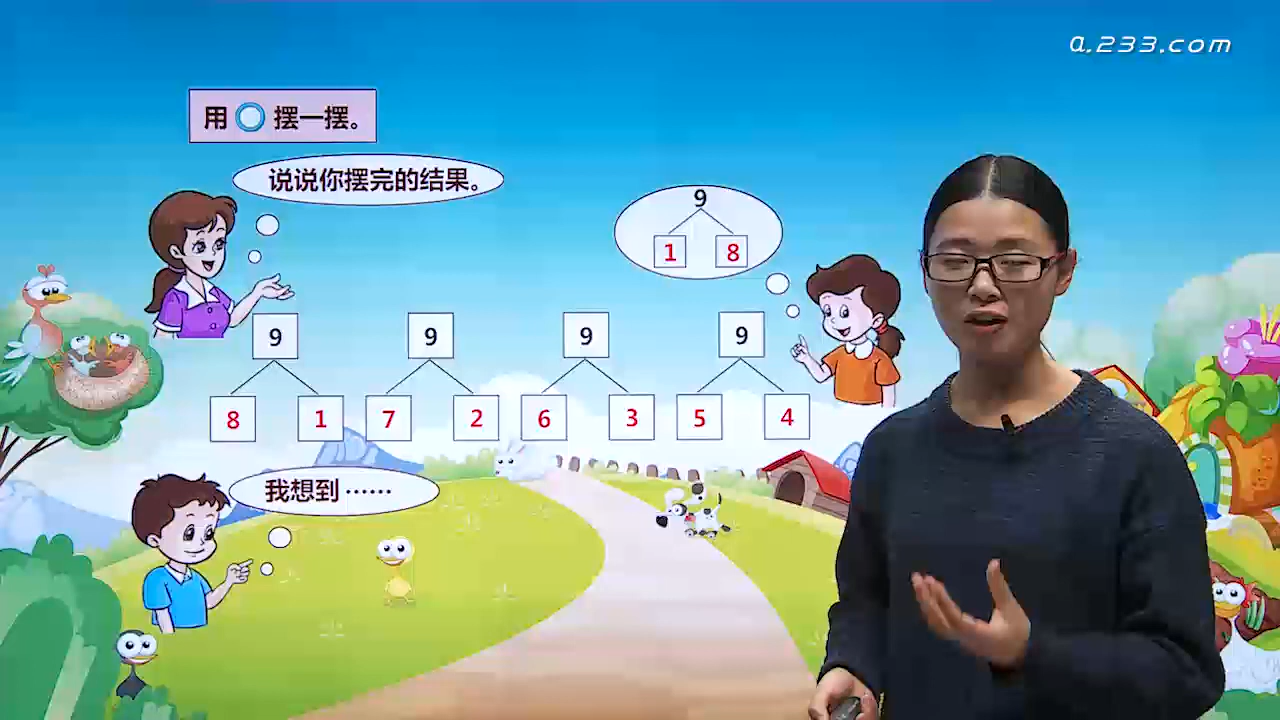 a.233.com
用○摆一摆。
说说你摆完的结果。
9
1 8
9 9 9 9
8 1 7 2 6 3 5 4
我想到……